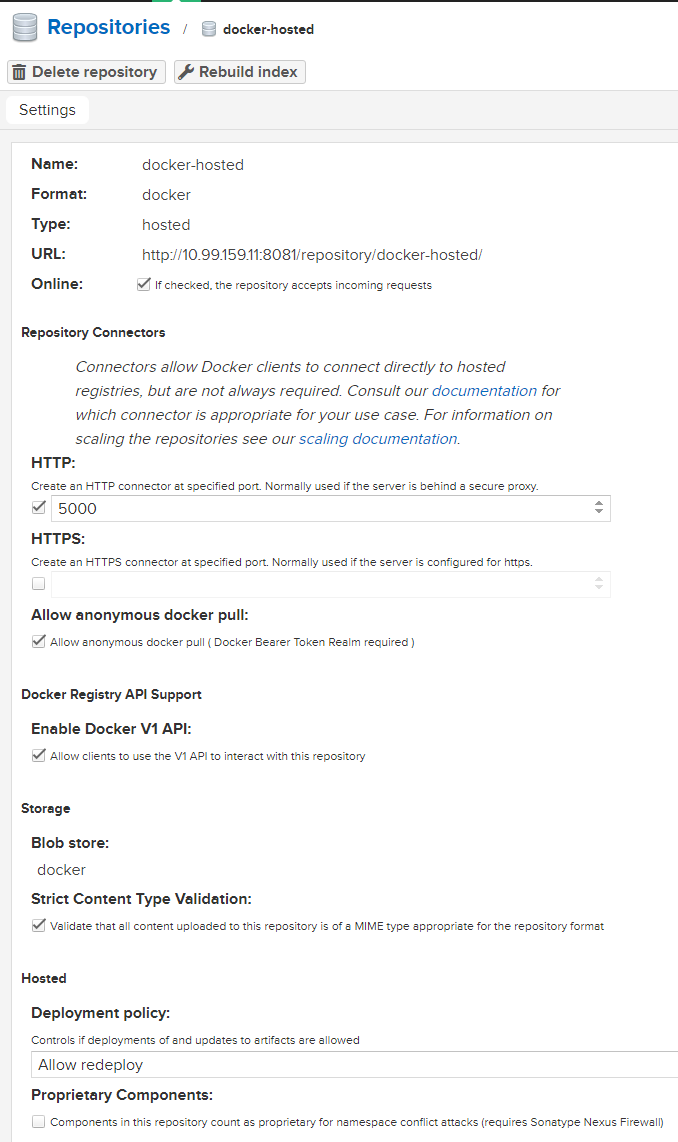 Repositories / docker-hosted
Delete repository Rebuild index
Settings
Name: docker-hosted
Format: docker
Type: hosted
URL: http://10.99.159.11:8081/repository/docker-hosted/
Online: If checked, the repository accepts incoming requests
Repository Connectors
Connectors allow Docker clients to connect directly to hosted
registries, but are not always required. Consult our documentation for
which connector is appropriate for your use case. For information on
scaling the repositories see our scaling documentation.
HTTP:
Create an HTTP connector at specified port. Normally used if the server is behind a secure proxy.
5000
HTTPS:
Create an HTTPS connector at specified port. Normally used if the server is configured for https.
Allow anonymous docker pull:
Allow anonymous docker pull ( Docker Bearer Token Realm required )
Docker Registry API Support
Enable Docker V1 API:
Allow clients to use the V1 API to interact with this repository
Storage
Blob store:
docker
Strict Content Type Validation:
Validate that all content uploaded to this repository is of a MIME type appropriate for the repository format
Hosted
Deployment policy:
Controls if deployments of and updates to artifacts are allowed
Allow redeploy
Proprietary Components:
Components in this repository count as proprietary for namespace conflict attacks (requires Sonatype Nexus Firewall)